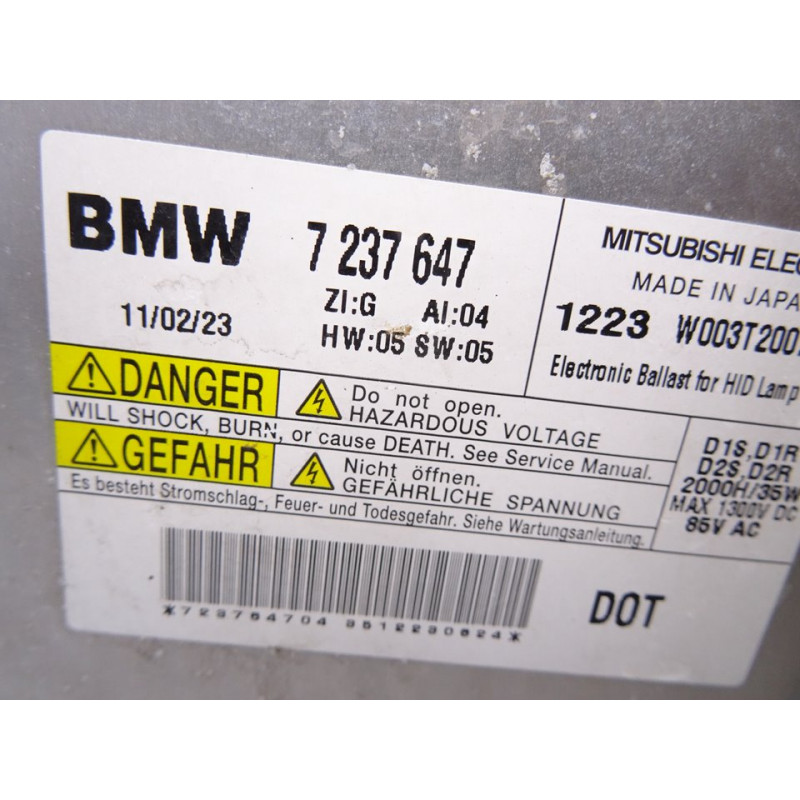 BMW 7 237 647
11/02/23 ZI:G AI:04
HW:05 SW:05
MITSUBISHI ELEC
MADE IN JAPA
1223 W003T200
Electronic Ballast for HID Lamp
DANGER Do not open.
HAZARDOUS VOLTAGE
WILL SHOCK, BURN, or cause DEATH. See Service Manual.
GEFAHR Nicht öffnen.
GEFÄHRLICHE SPANNUNG
Es besteht Stromschlag-, Feuer- und Todesgefahr. Siehe Wartungsanleitung.
D1S, D1R
D2S, D2R
2000H/35W
MAX 1300V DC
85V AC
*723764704 3512230624*
DOT